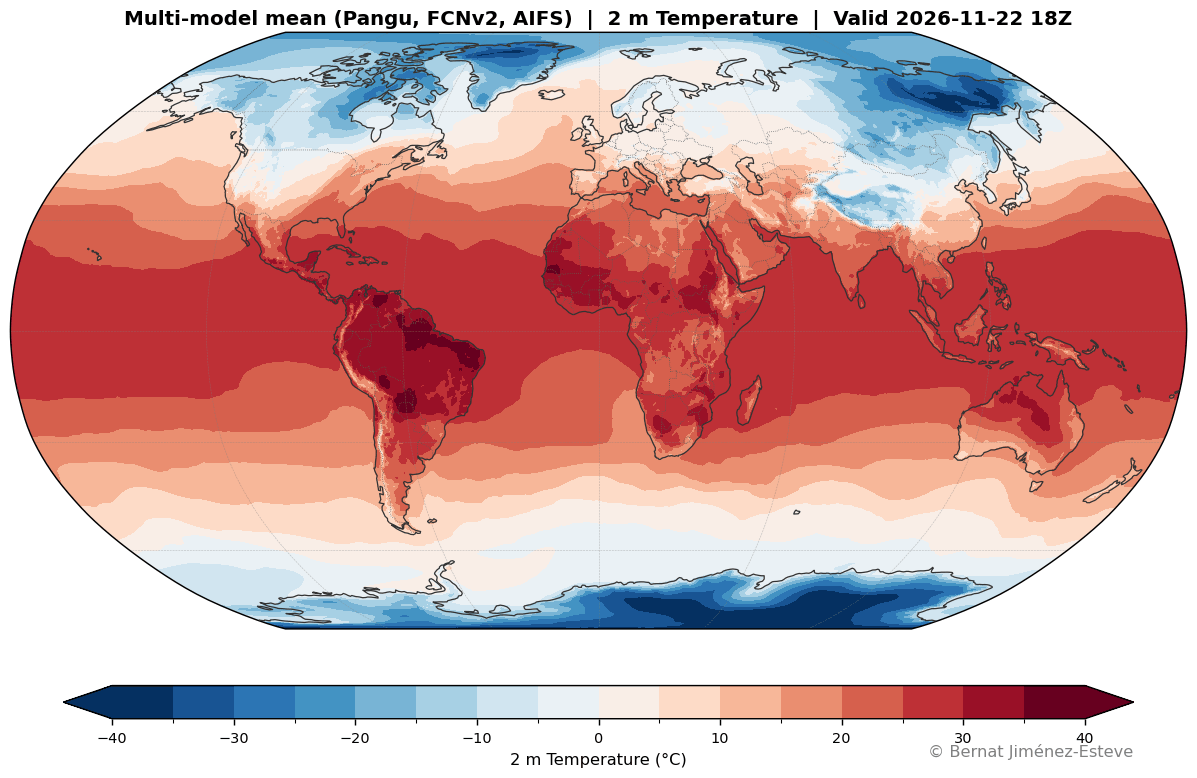 Multi-model mean (Pangu, FCNv2, AIFS)  |  2 m Temperature  |  Valid 2026-11-22 18Z
−40 −30 −20 −10 0 10 20 30 40
2 m Temperature (°C)
© Bernat Jiménez-Esteve